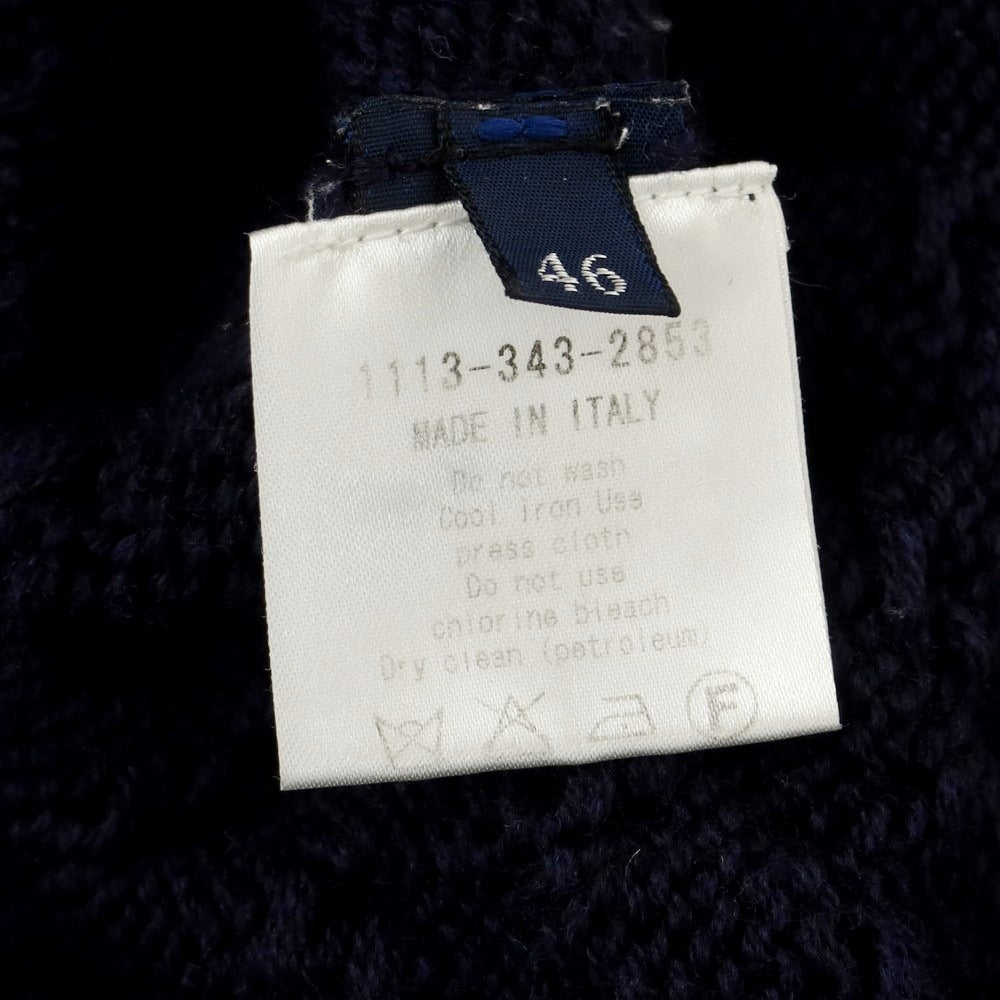 46
1113-343-2853
MADE IN ITALY
Do not wash
Cool iron Use
press cloth
Do not use
chlorine bleach
Dry clean (petroleum)
F